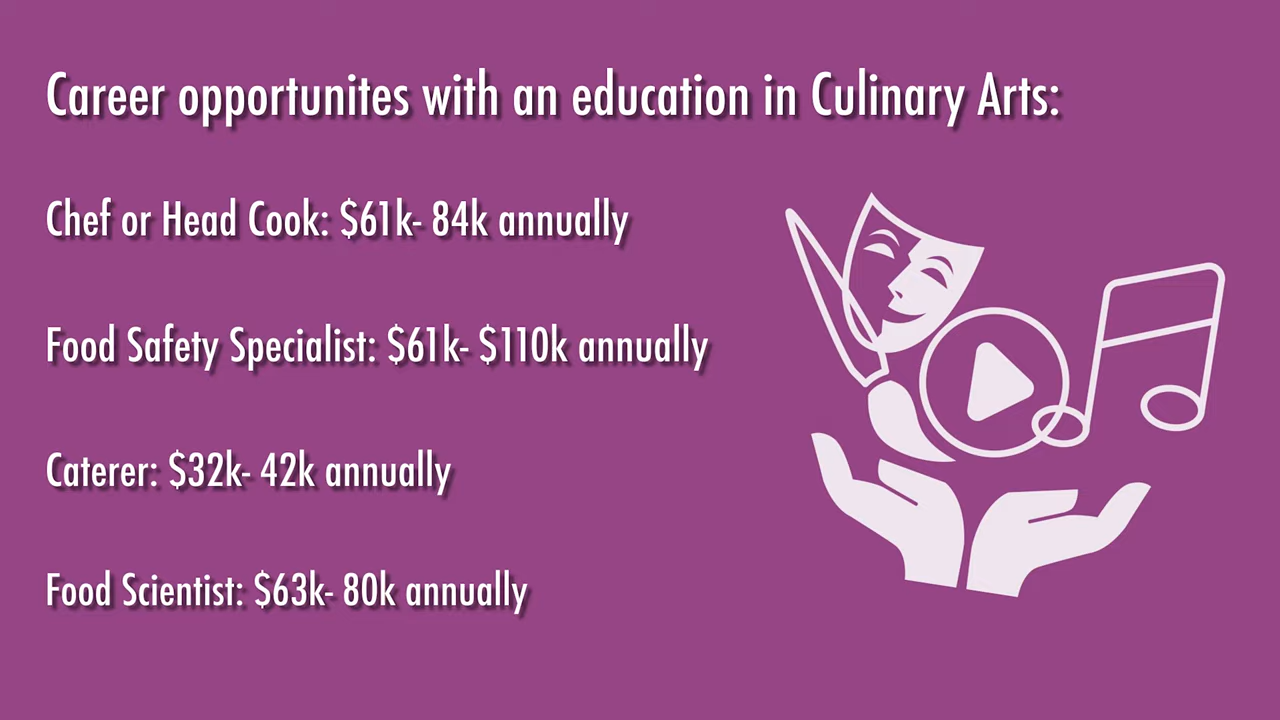 Career opportunites with an education in Culinary Arts:
Chef or Head Cook: $61k- 84k annually
Food Safety Specialist: $61k- $110k annually
Caterer: $32k- 42k annually
Food Scientist: $63k- 80k annually